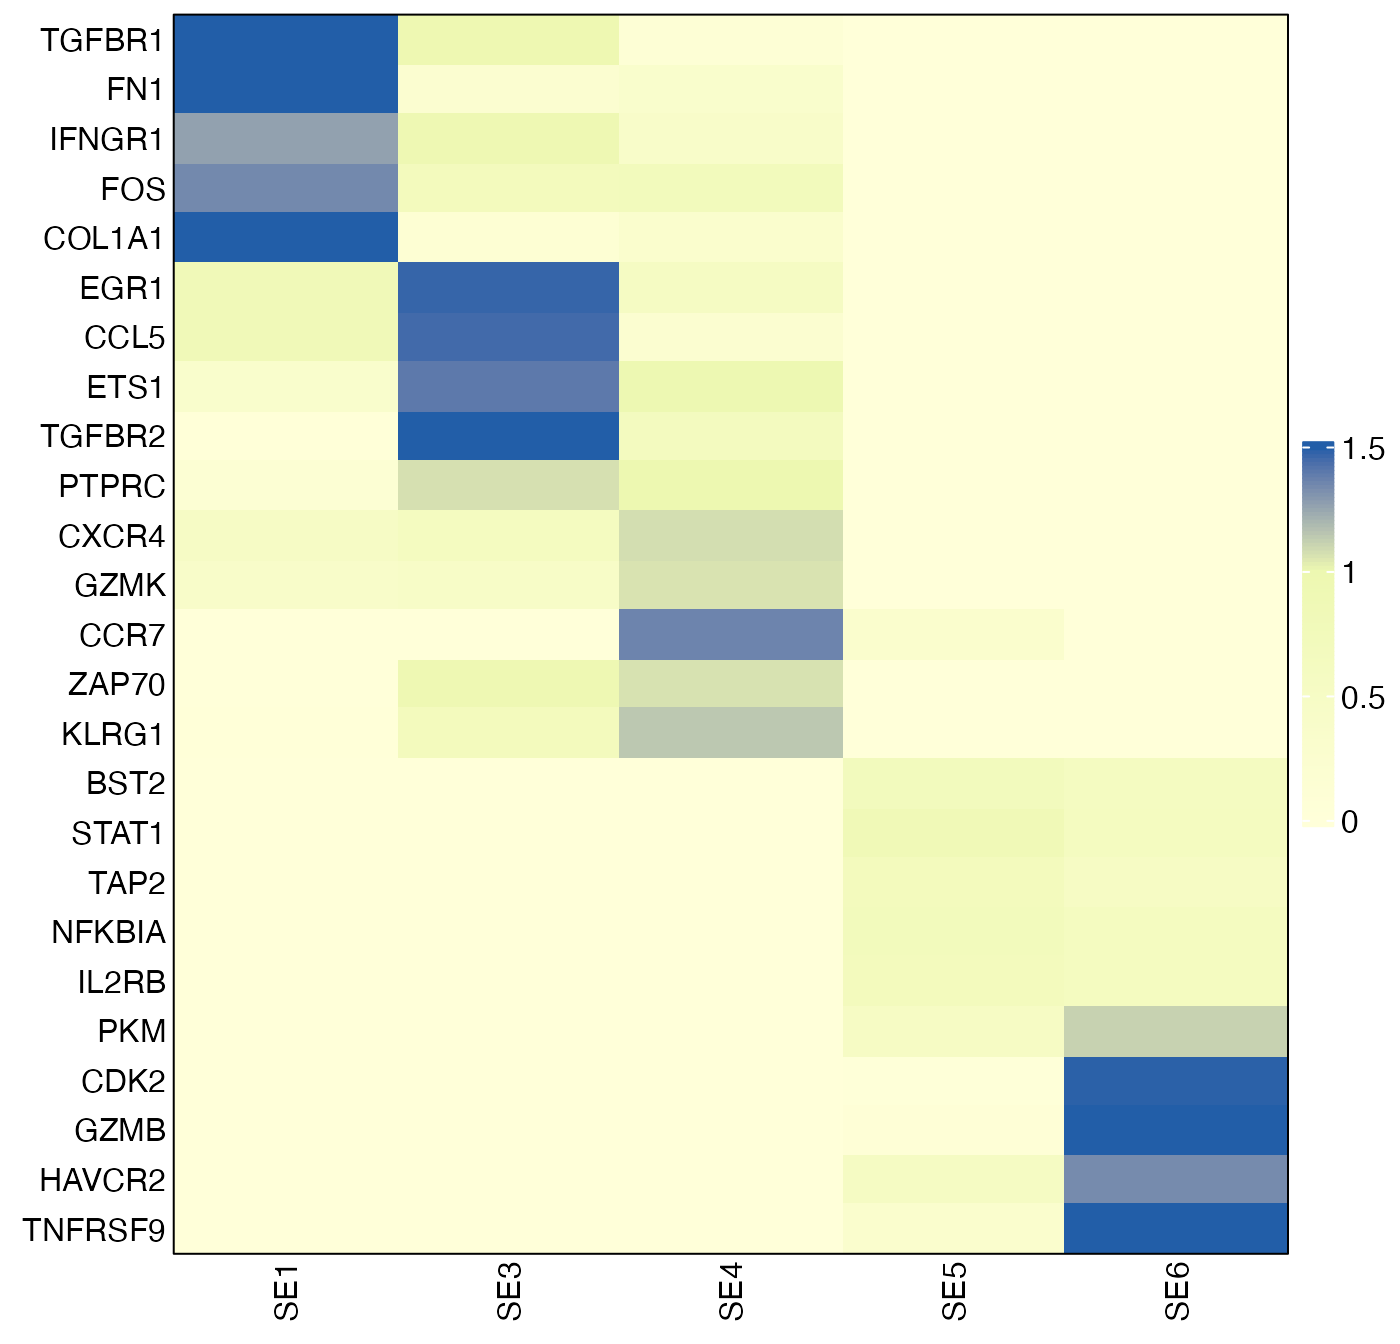 TGFBR1
FN1
IFNGR1
FOS
COL1A1
EGR1
CCL5
ETS1
TGFBR2
PTPRC
CXCR4
GZMK
CCR7
ZAP70
KLRG1
BST2
STAT1
TAP2
NFKBIA
IL2RB
PKM
CDK2
GZMB
HAVCR2
TNFRSF9
SE1
SE3
SE4
SE5
SE6
1.5
1
0.5
0